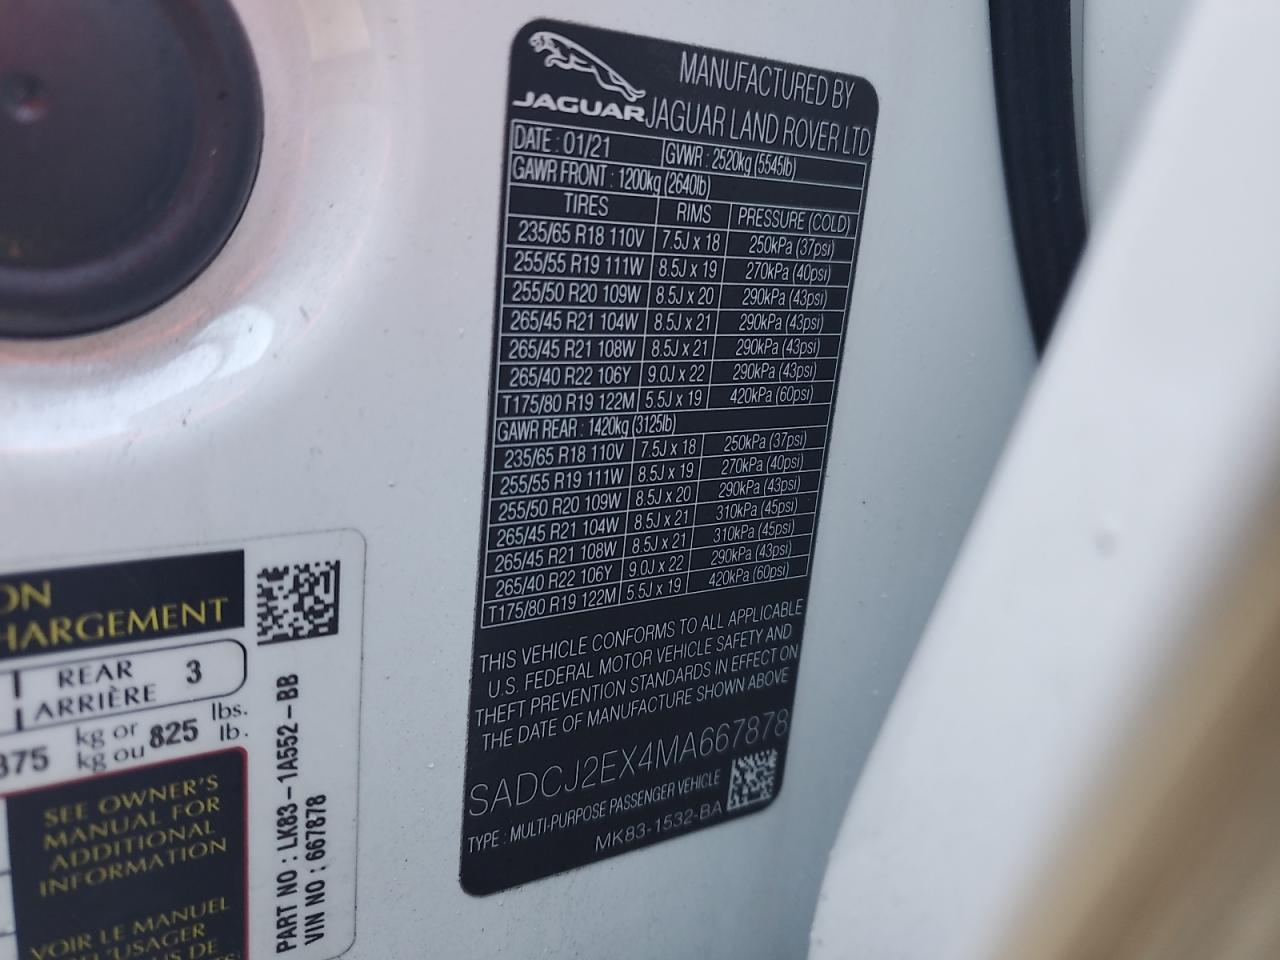 JAGUAR
MANUFACTURED BY
JAGUAR LAND ROVER LTD
DATE : 01/21 GVWR : 2520kg (5545lb)
GAWR FRONT : 1200kg (2640lb)
TIRES RIMS PRESSURE (COLD)
235/65 R18 110V 7.5J x 18 250kPa (37psi)
255/55 R19 111W 8.5J x 19 270kPa (40psi)
255/50 R20 109W 8.5J x 20 290kPa (43psi)
265/45 R21 104W 8.5J x 21 290kPa (43psi)
265/45 R21 108W 8.5J x 21 290kPa (43psi)
265/40 R22 106Y 9.0J x 22 290kPa (43psi)
T175/80 R19 122M 5.5J x 19 420kPa (60psi)
GAWR REAR : 1420kg (3125lb)
235/65 R18 110V 7.5J x 18 250kPa (37psi)
255/55 R19 111W 8.5J x 19 270kPa (40psi)
255/50 R20 109W 8.5J x 20 290kPa (43psi)
265/45 R21 104W 8.5J x 21 310kPa (45psi)
265/45 R21 108W 8.5J x 21 310kPa (45psi)
265/40 R22 106Y 9.0J x 22 290kPa (43psi)
T175/80 R19 122M 5.5J x 19 420kPa (60psi)
THIS VEHICLE CONFORMS TO ALL APPLICABLE
U.S. FEDERAL MOTOR VEHICLE SAFETY AND
THEFT PREVENTION STANDARDS IN EFFECT ON
THE DATE OF MANUFACTURE SHOWN ABOVE
SADCJ2EX4MA667878
TYPE : MULTI-PURPOSE PASSENGER VEHICLE
MK83-1532-BA
ON
HARGEMENT
REAR 3
ARRIÈRE
375 kg or 825 lbs.
kg ou lb.
SEE OWNER'S
MANUAL FOR
ADDITIONAL
INFORMATION
VOIR LE MANUEL
D'USAGER
DE
PART NO : LK83-1A552-BB
VIN NO : 667878